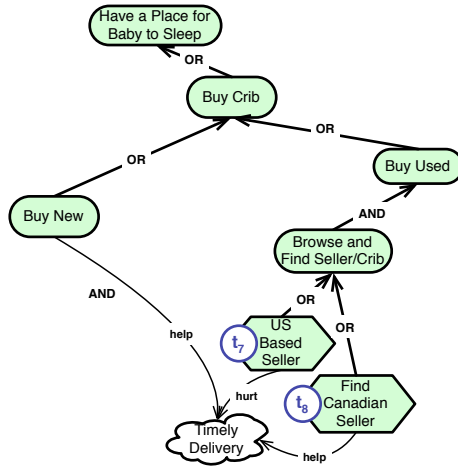 Have a Place for
Baby to Sleep
OR
Buy Crib
OR
OR
Buy Used
Buy New
AND
Browse and
Find Seller/Crib
AND
OR
US
Based
Seller
t7
OR
help
hurt
Find
Canadian
Seller
t8
Timely
Delivery
help